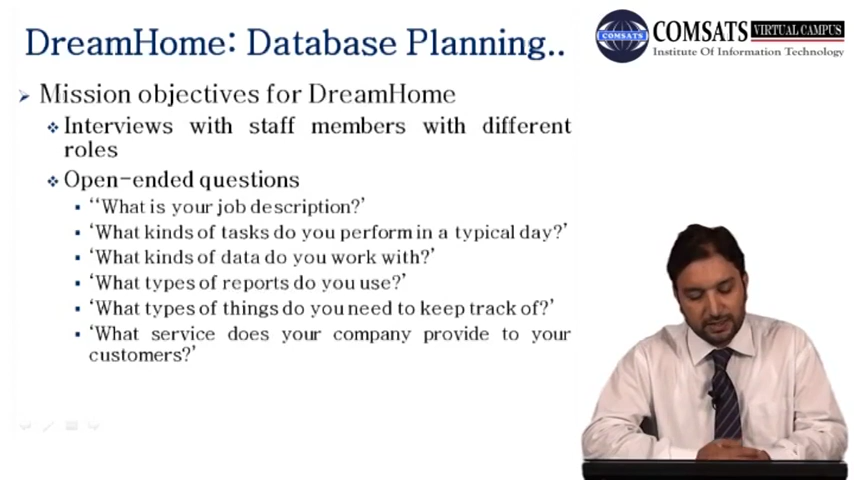 DreamHome: Database Planning..
COMSATS
COMSATS VIRTUAL CAMPUS
Institute Of Information Technology
➤ Mission objectives for DreamHome
❖ Interviews with staff members with different
roles
❖ Open-ended questions
▪ ‘‘What is your job description?’
▪ ‘What kinds of tasks do you perform in a typical day?’
▪ ‘What kinds of data do you work with?’
▪ ‘What types of reports do you use?’
▪ ‘What types of things do you need to keep track of?’
▪ ‘What service does your company provide to your
customers?’